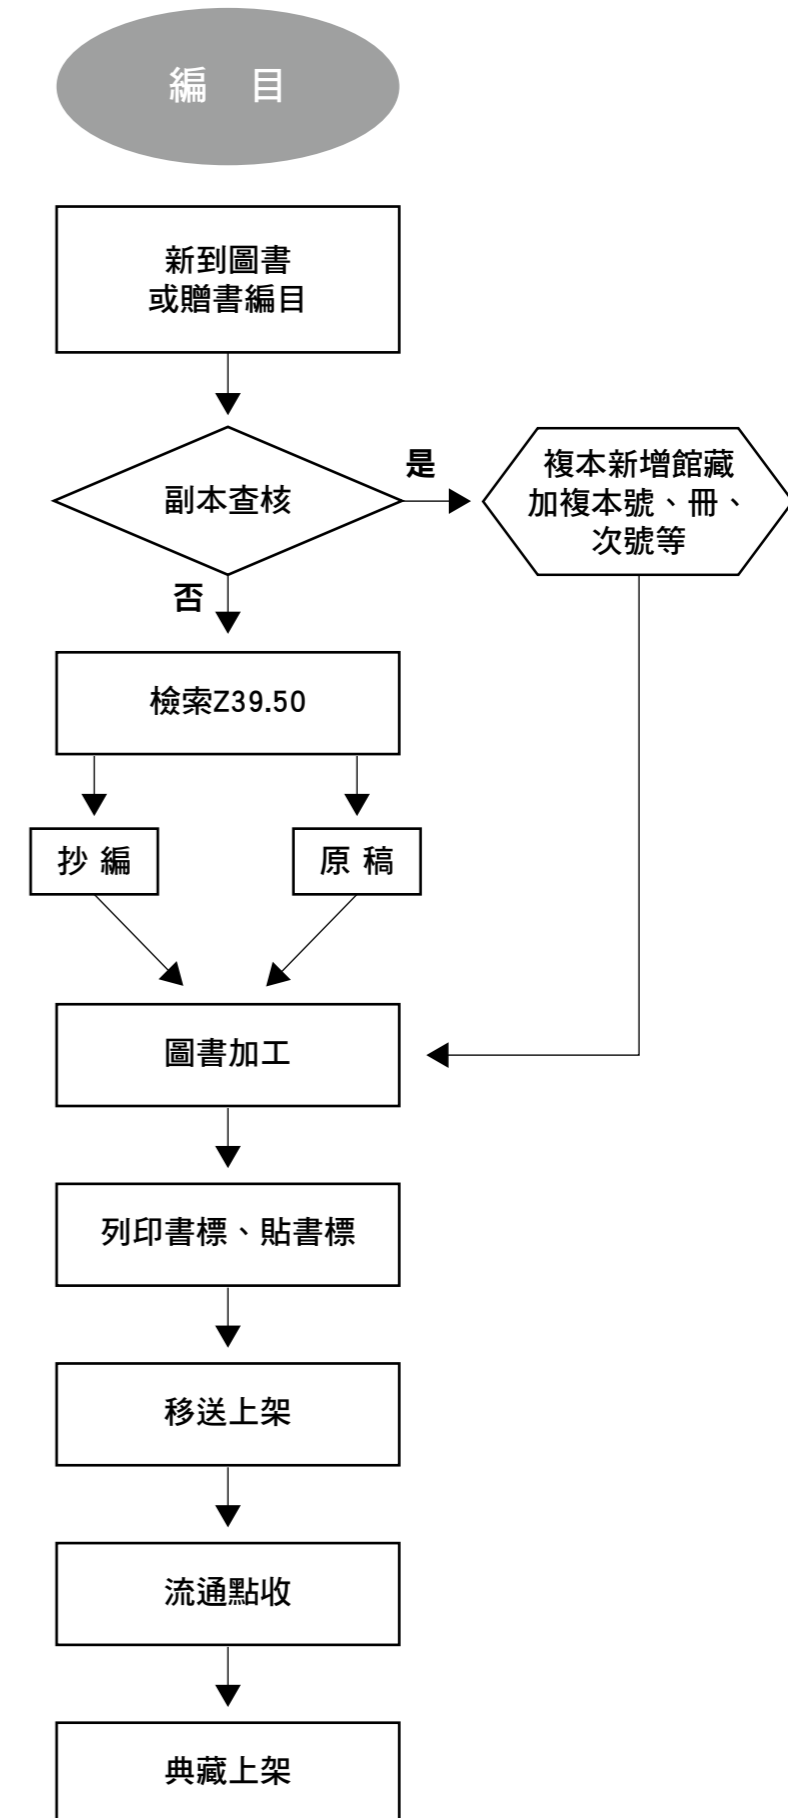 編 目
新到圖書
或贈書編目
副本查核
是
複本新增館藏
加複本號、冊、
次號等
否
檢索Z39.50
抄 編
原 稿
圖書加工
列印書標、貼書標
移送上架
流通點收
典藏上架